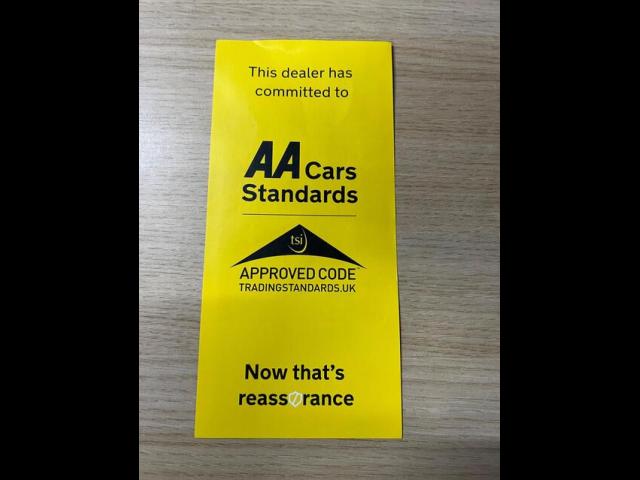 This dealer has
committed to
AA Cars
Standards
tsi
APPROVED CODE
TRADINGSTANDARDS.UK
Now that's
reassurance